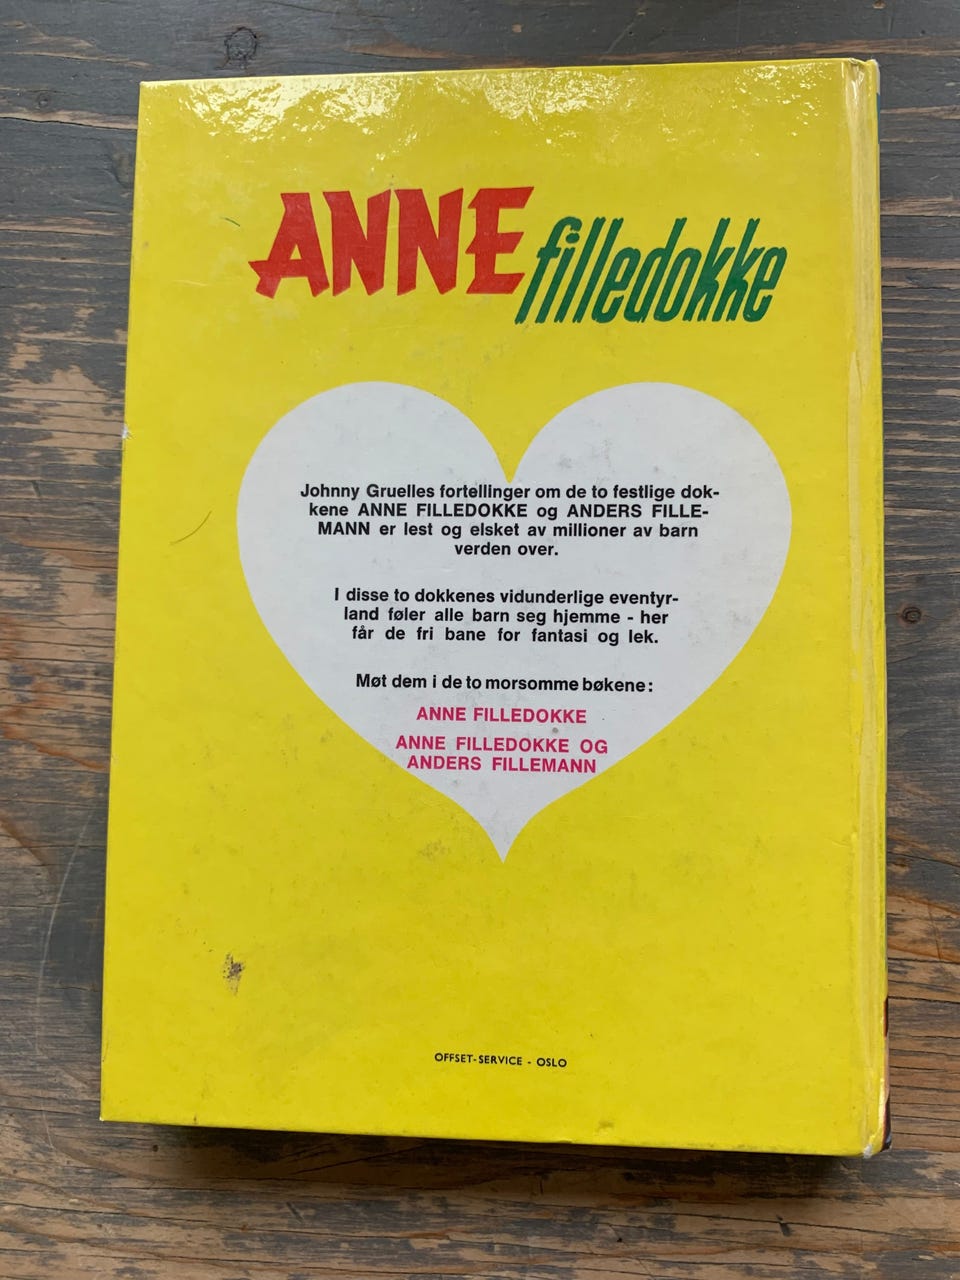 ANNE filledokke
Johnny Gruelles fortellinger om de to festlige dok-
kene ANNE FILLEDOKKE og ANDERS FILLE-
MANN er lest og elsket av millioner av barn
verden over.
I disse to dokkenes vidunderlige eventyr-
land føler alle barn seg hjemme - her
får de fri bane for fantasi og lek.
Møt dem i de to morsomme bøkene:
ANNE FILLEDOKKE
ANNE FILLEDOKKE OG
ANDERS FILLEMANN
OFFSET-SERVICE - OSLO